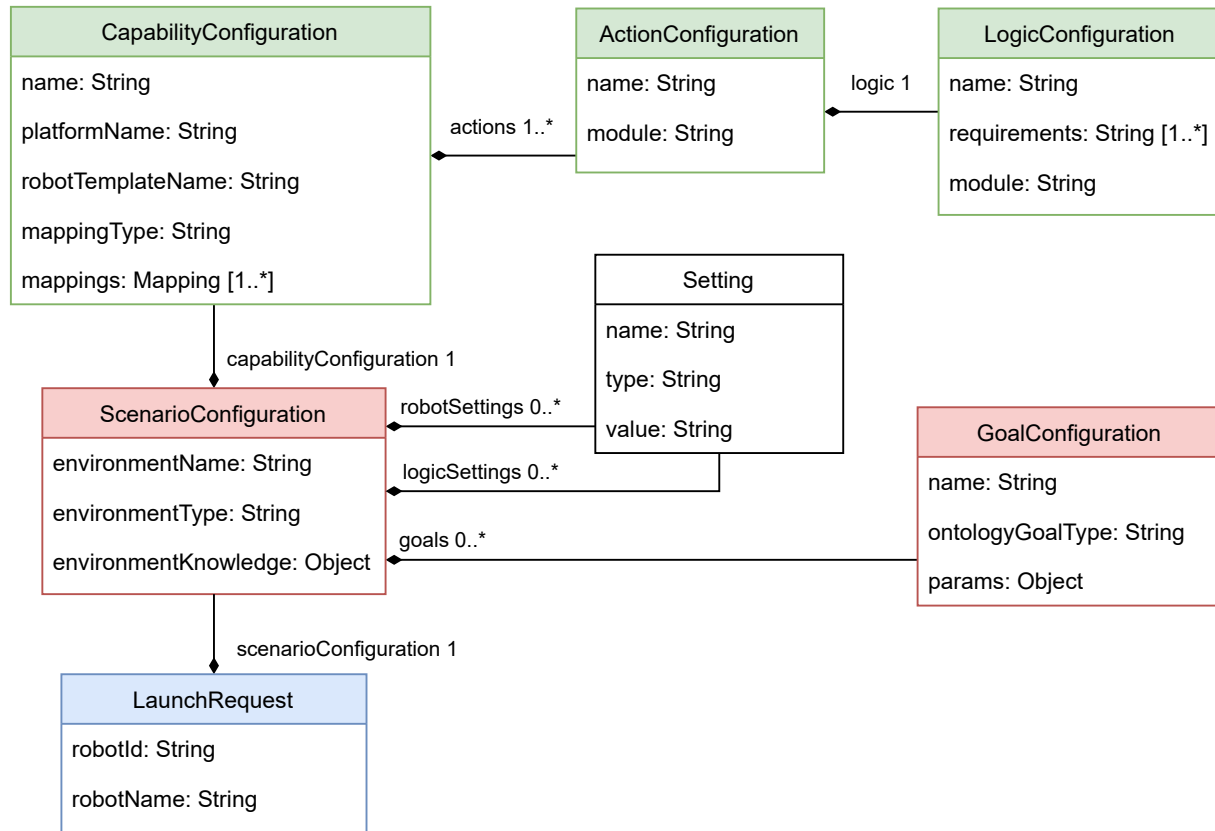 CapabilityConfiguration
name: String
platformName: String
robotTemplateName: String
mappingType: String
mappings: Mapping [1..*]
actions 1..*
ActionConfiguration
name: String
module: String
logic 1
LogicConfiguration
name: String
requirements: String [1..*]
module: String
capabilityConfiguration 1
Setting
name: String
type: String
value: String
ScenarioConfiguration
environmentName: String
environmentType: String
environmentKnowledge: Object
robotSettings 0..*
logicSettings 0..*
goals 0..*
GoalConfiguration
name: String
ontologyGoalType: String
params: Object
scenarioConfiguration 1
LaunchRequest
robotId: String
robotName: String